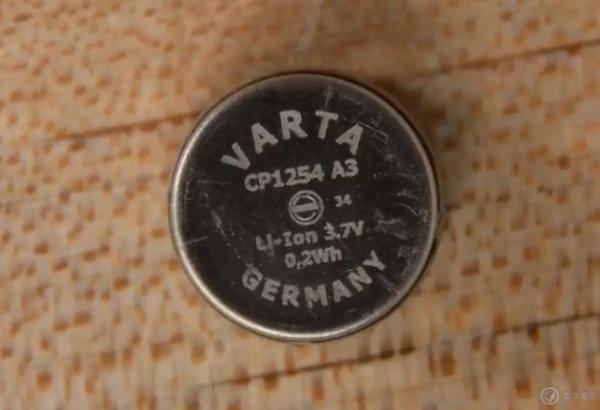 VARTA
CP1254 A3
34
Li-Ion 3.7V
0,2Wh
GERMANY